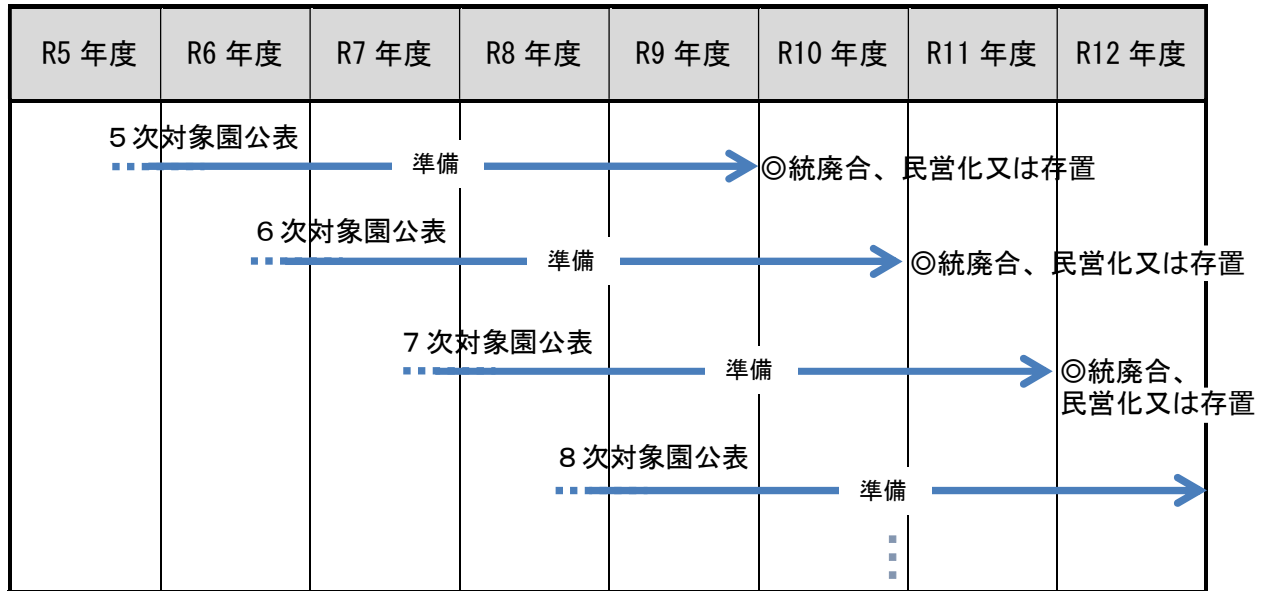 R5 年度 R6 年度 R7 年度 R8 年度 R9 年度 R10 年度 R11 年度 R12 年度
５次対象園公表
準備
◎統廃合、民営化又は存置
６次対象園公表
準備
◎統廃合、民営化又は存置
７次対象園公表
準備
◎統廃合、
民営化又は存置
８次対象園公表
準備